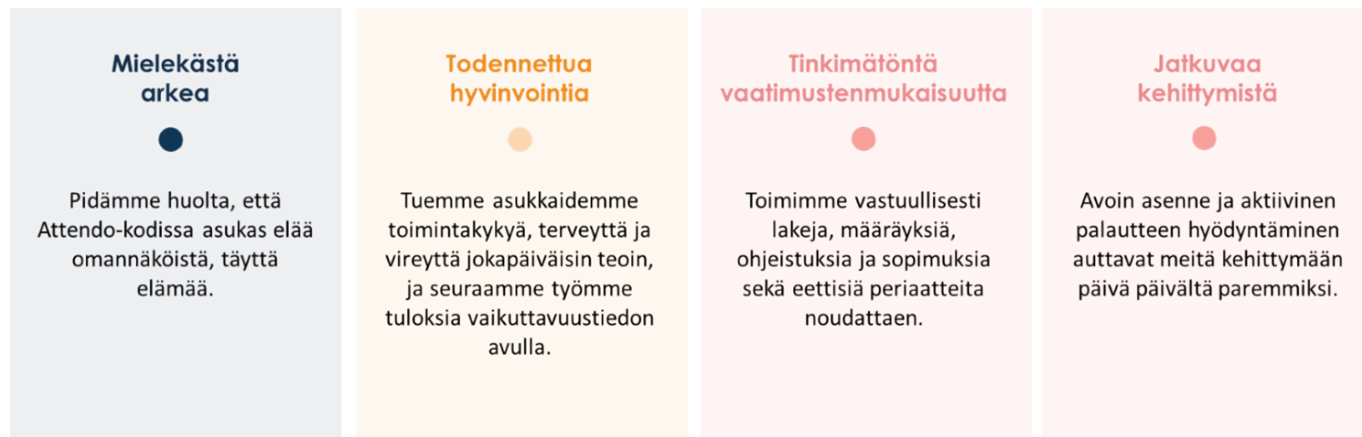 Mielekästä
arkea
Pidämme huolta, että
Attendo-kodissa asukas elää
omannäköistä, täyttä
elämää.
Todennettua
hyvinvointia
Tuemme asukkaidemme
toimintakykyä, terveyttä ja
vireyttä jokapäiväisin teoin,
ja seuraamme työmme
tuloksia vaikuttavuustiedon
avulla.
Tinkimätöntä
vaatimustenmukaisuutta
Toimimme vastuullisesti
lakeja, määräyksiä,
ohjeistuksia ja sopimuksia
sekä eettisiä periaatteita
noudattaen.
Jatkuvaa
kehittymistä
Avoin asenne ja aktiivinen
palautteen hyödyntäminen
auttavat meitä kehittymään
päivä päivältä paremmiksi.